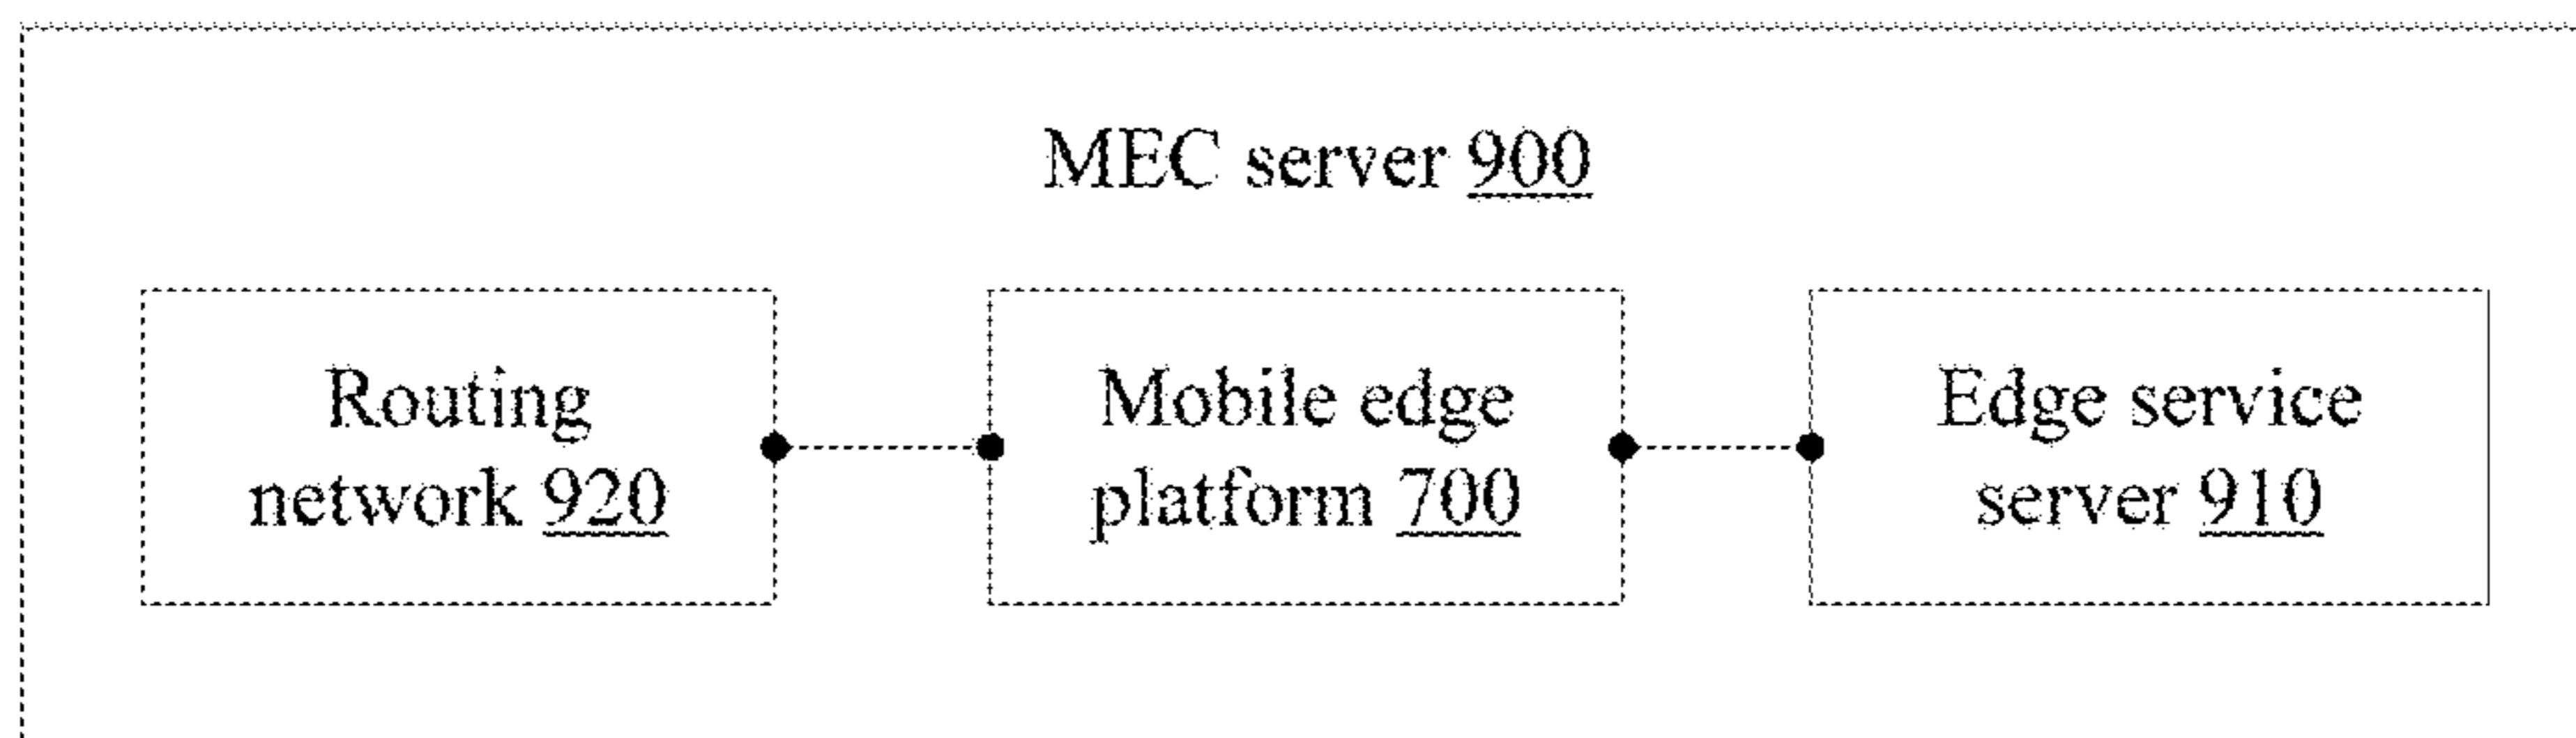 MEC server 900
Routing
network 920
Mobile edge
platform 700
Edge service
server 910